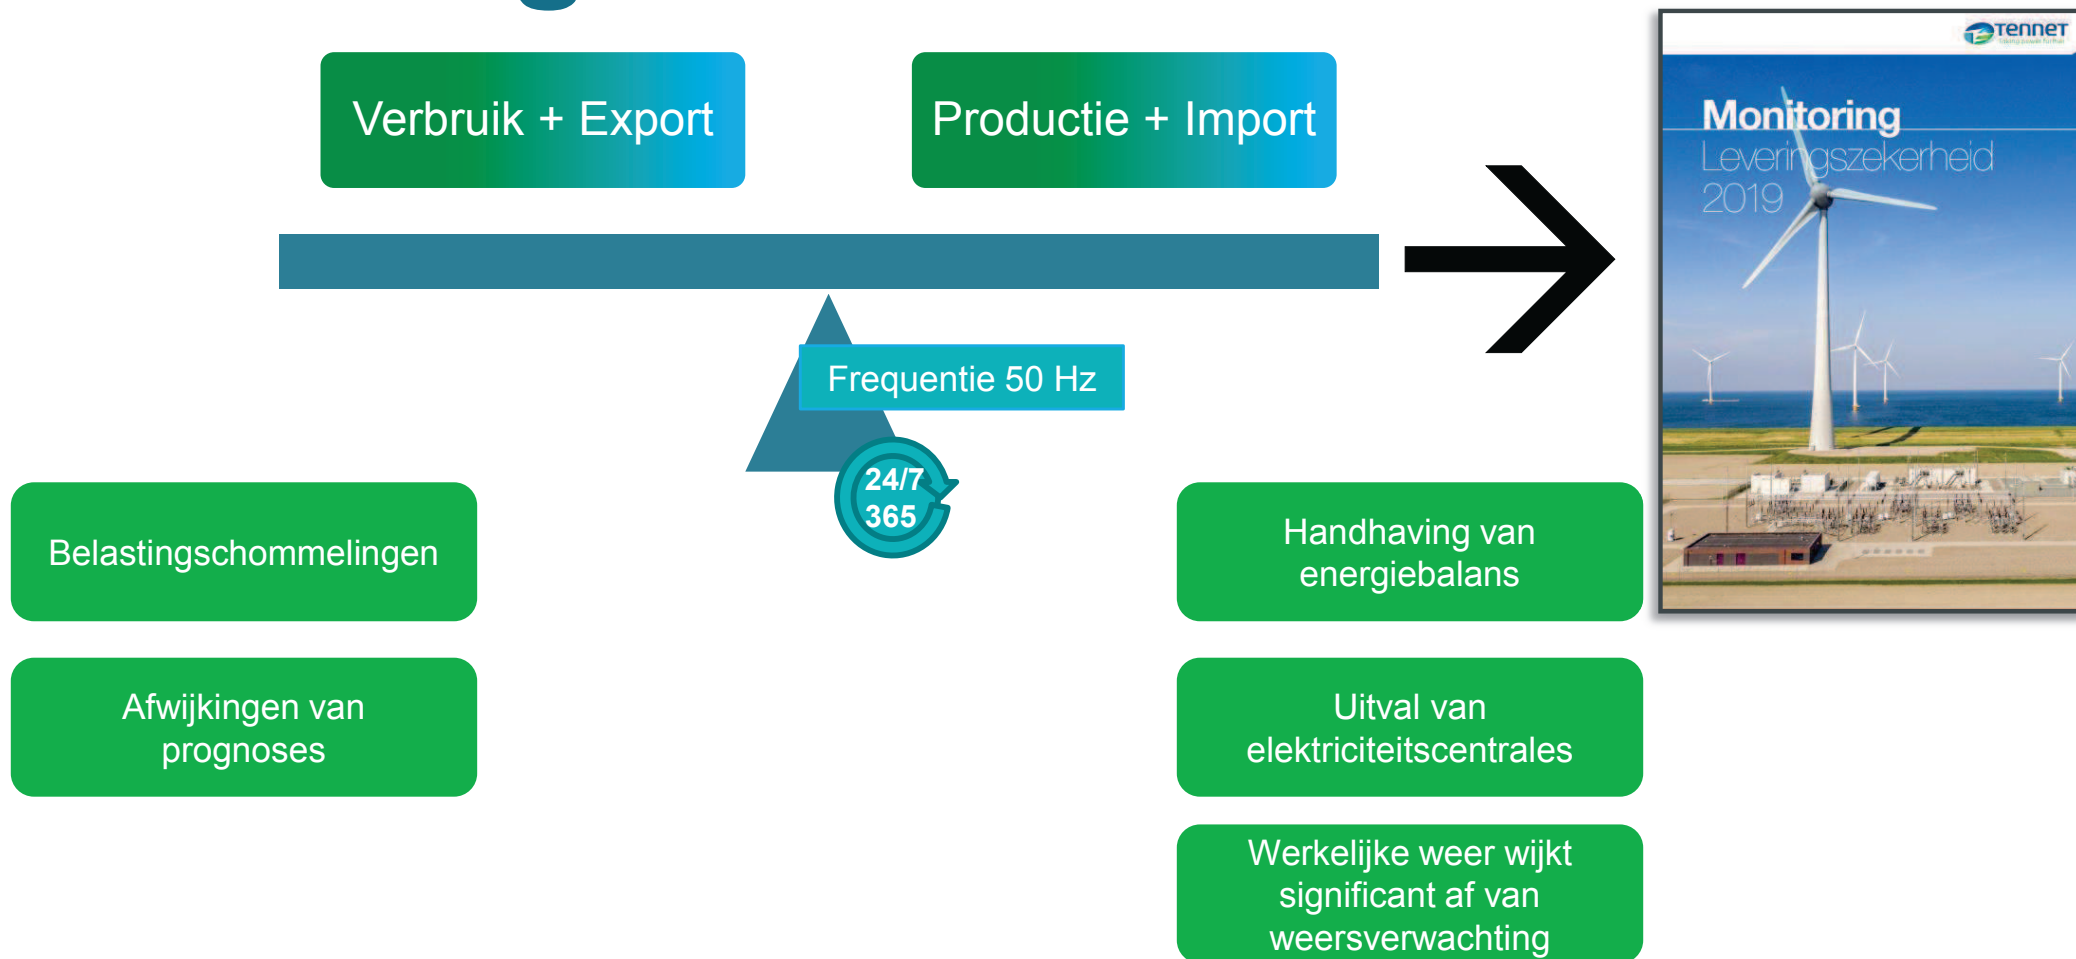 Verbruik + Export
Productie + Import
Frequentie 50 Hz
24/7
365
Belastingschommelingen
Afwijkingen van
prognoses
Handhaving van
energiebalans
Uitval van
elektriciteitscentrales
Werkelijke weer wijkt
significant af van
weersverwachting
TenneT
Monitoring
Leveringszekerheid
2019